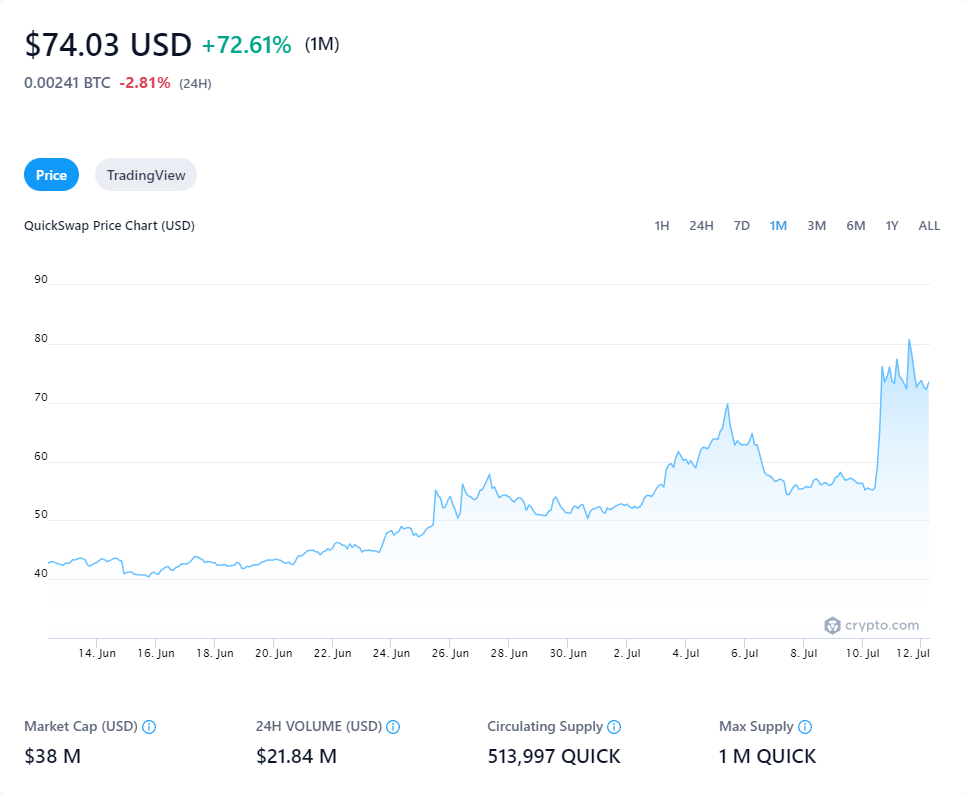 $74.03 USD +72.61% (1M)
0.00241 BTC -2.81% (24H)
Price TradingView
QuickSwap Price Chart (USD) 1H 24H 7D 1M 3M 6M 1Y ALL
90
80
70
60
50
40
crypto.com
14. Jun 16. Jun 18. Jun 20. Jun 22. Jun 24. Jun 26. Jun 28. Jun 30. Jun 2. Jul 4. Jul 6. Jul 8. Jul 10. Jul 12. Jul
Market Cap (USD) 24H VOLUME (USD) Circulating Supply Max Supply
$38 M $21.84 M 513,997 QUICK 1 M QUICK